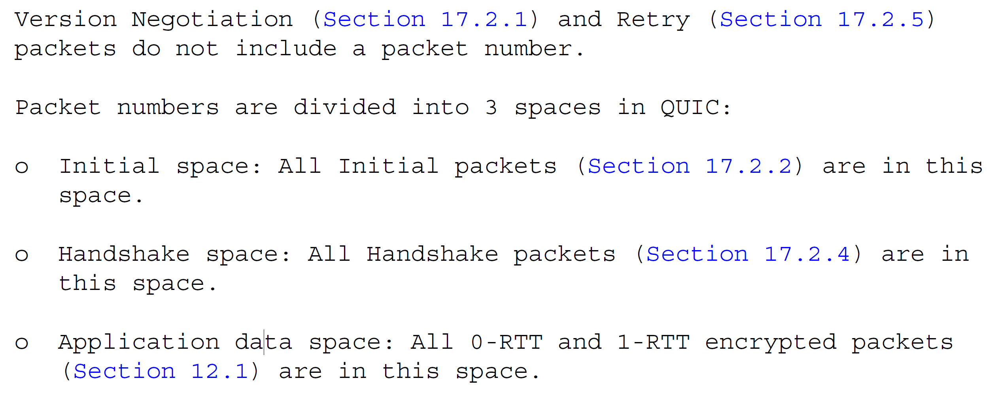 Version Negotiation (Section 17.2.1) and Retry (Section 17.2.5)
packets do not include a packet number.
Packet numbers are divided into 3 spaces in QUIC:
o Initial space: All Initial packets (Section 17.2.2) are in this
space.
o Handshake space: All Handshake packets (Section 17.2.4) are in
this space.
o Application data space: All 0-RTT and 1-RTT encrypted packets
(Section 12.1) are in this space.